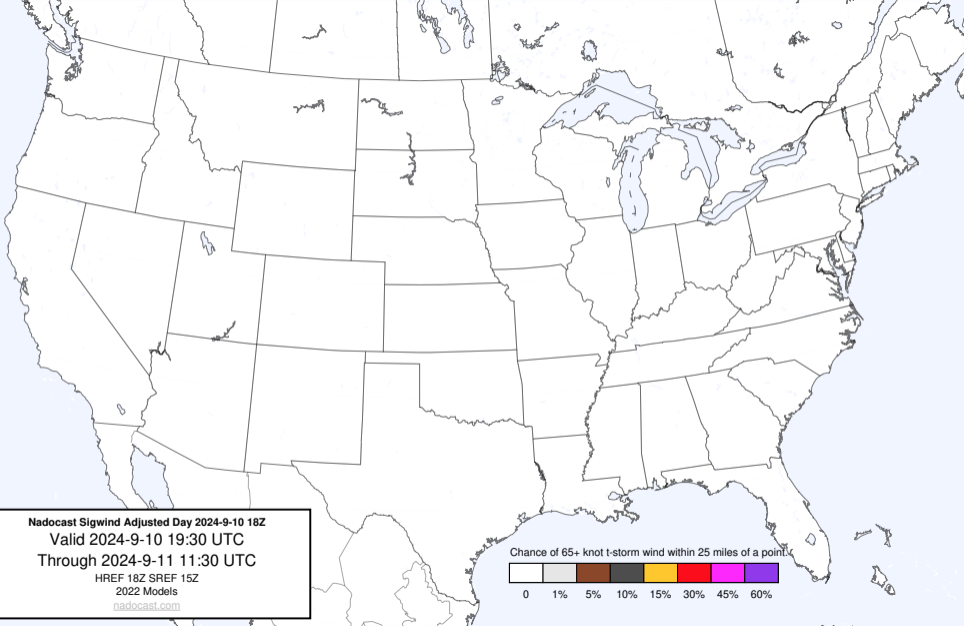 Nadocast Sigwind Adjusted Day 2024-9-10 18Z
Valid 2024-9-10 19:30 UTC
Through 2024-9-11 11:30 UTC
HREF 18Z SREF 15Z
2022 Models
nadocast.com
Chance of 65+ knot t-storm wind within 25 miles of a point.
0 1% 5% 10% 15% 30% 45% 60%